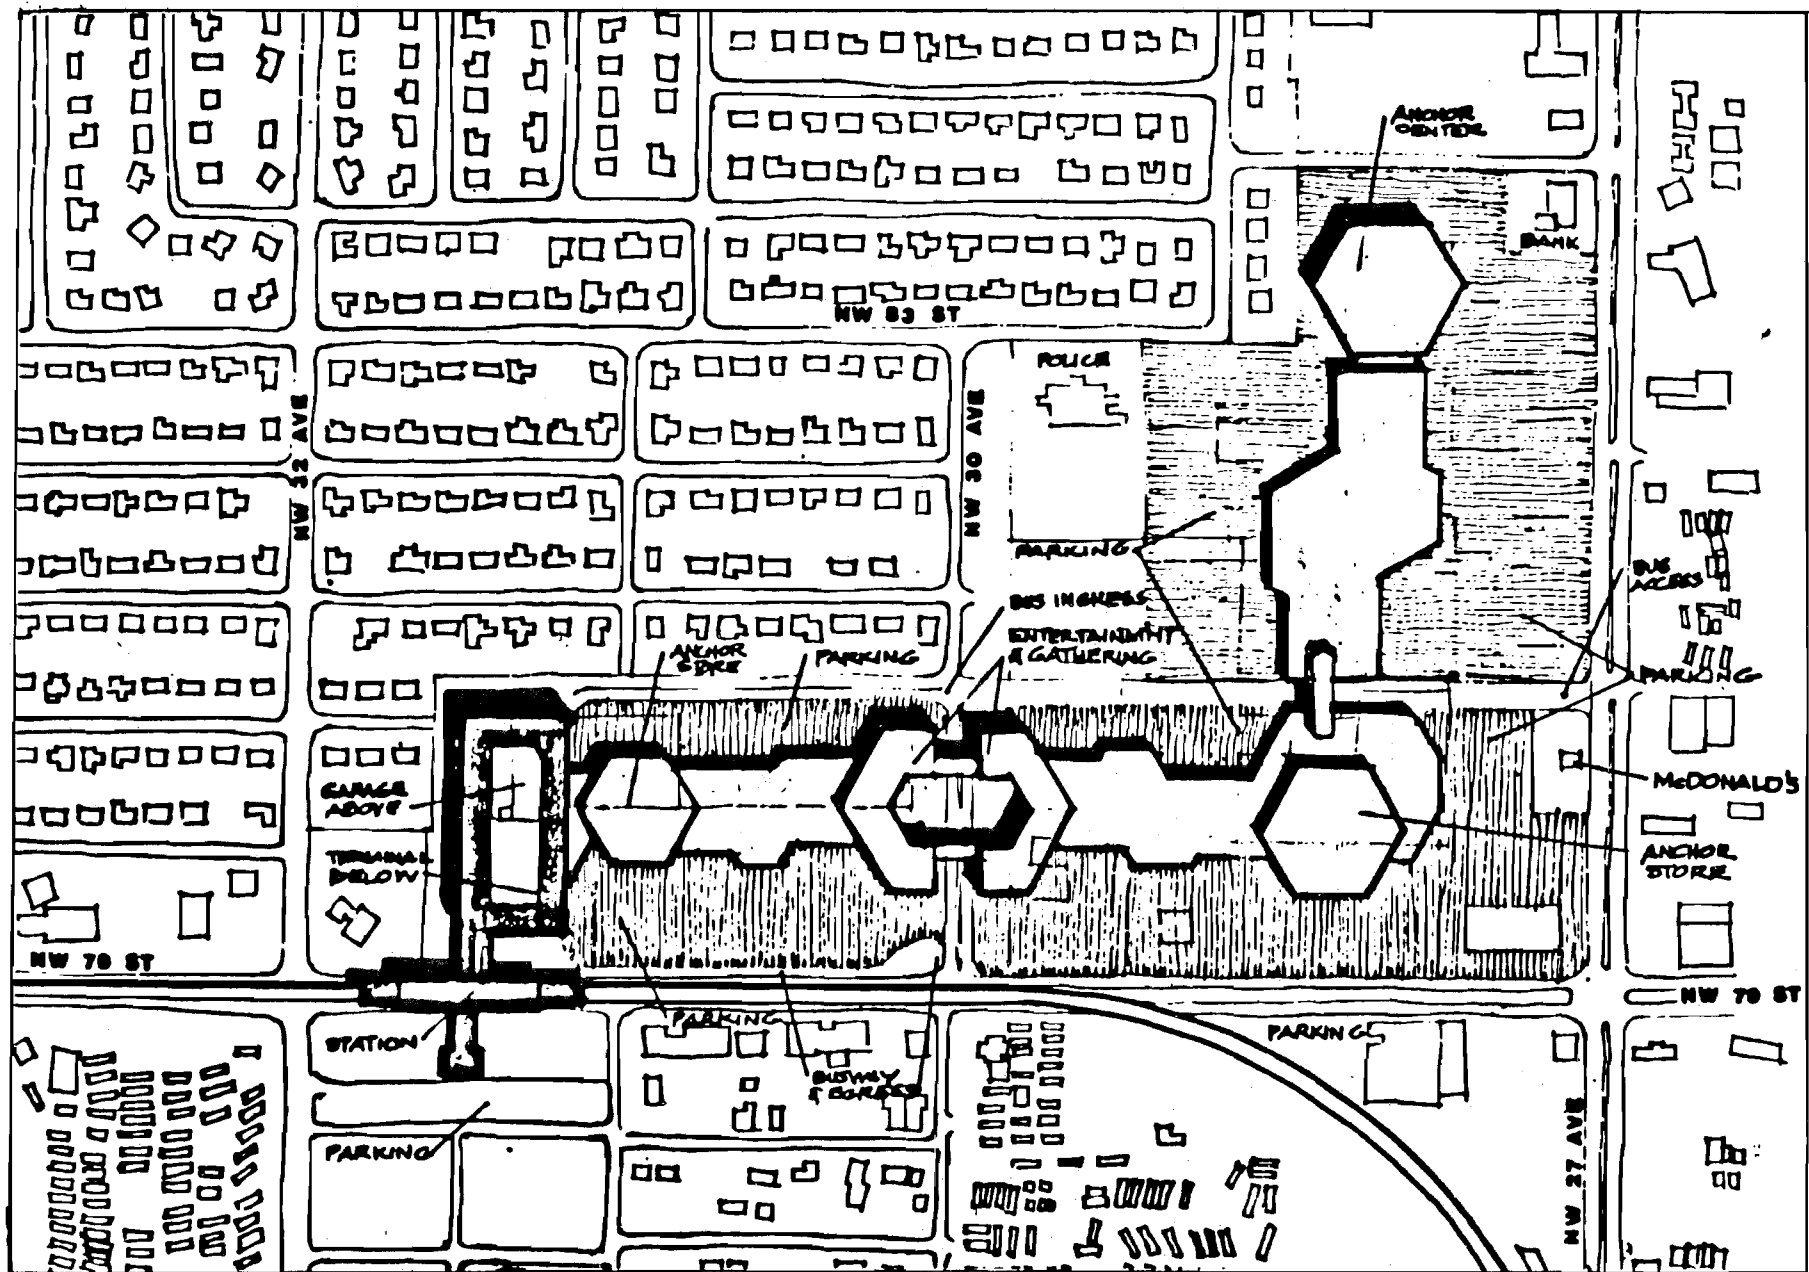 ANCHOR
CENTER
BANK
NW 83 ST
POLICE
NW 32 AVE
NW 30 AVE
PARKING
BUS INGRESS
BUS
ACCESS
ENTERTAINMNT
& GATHERING
ANCHOR
STORE
PARKING
PARKING
McDONALD'S
GARAGE
ABOVE
ANCHOR
STORE
TERMINAL
BELOW
NW 79 ST
NW 79 ST
PARKING
STATION
PARKING
BUSWAY
& EGRESS
PARKING
NW 27 AVE